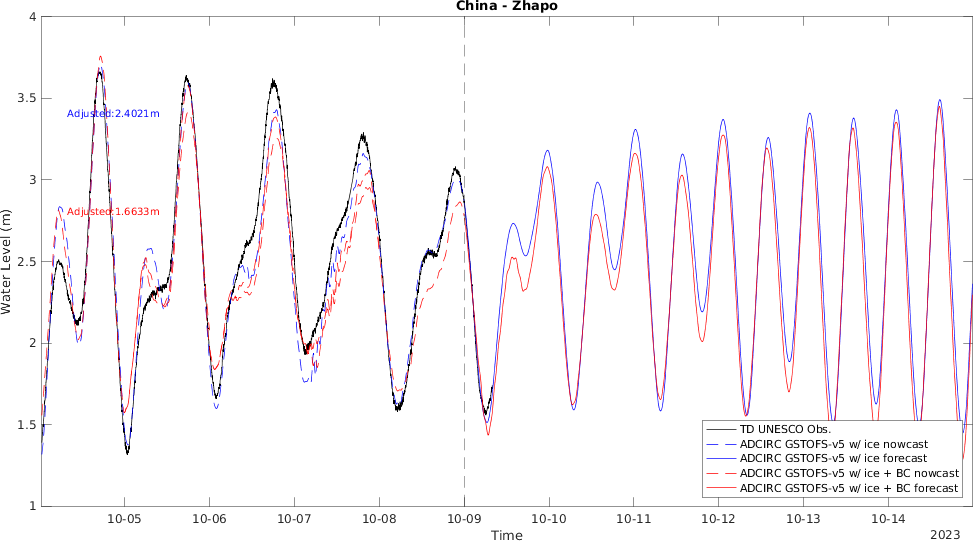 China - Zhapo
4
3.5
3
2.5
2
1.5
1
Water Level (m)
Adjusted:2.4021m
Adjusted:1.6633m
10-05
10-06
10-07
10-08
10-09
10-10
10-11
10-12
10-13
10-14
Time
2023
TD UNESCO Obs.
ADCIRC GSTOFS-v5 w/ ice nowcast
ADCIRC GSTOFS-v5 w/ ice forecast
ADCIRC GSTOFS-v5 w/ ice + BC nowcast
ADCIRC GSTOFS-v5 w/ ice + BC forecast